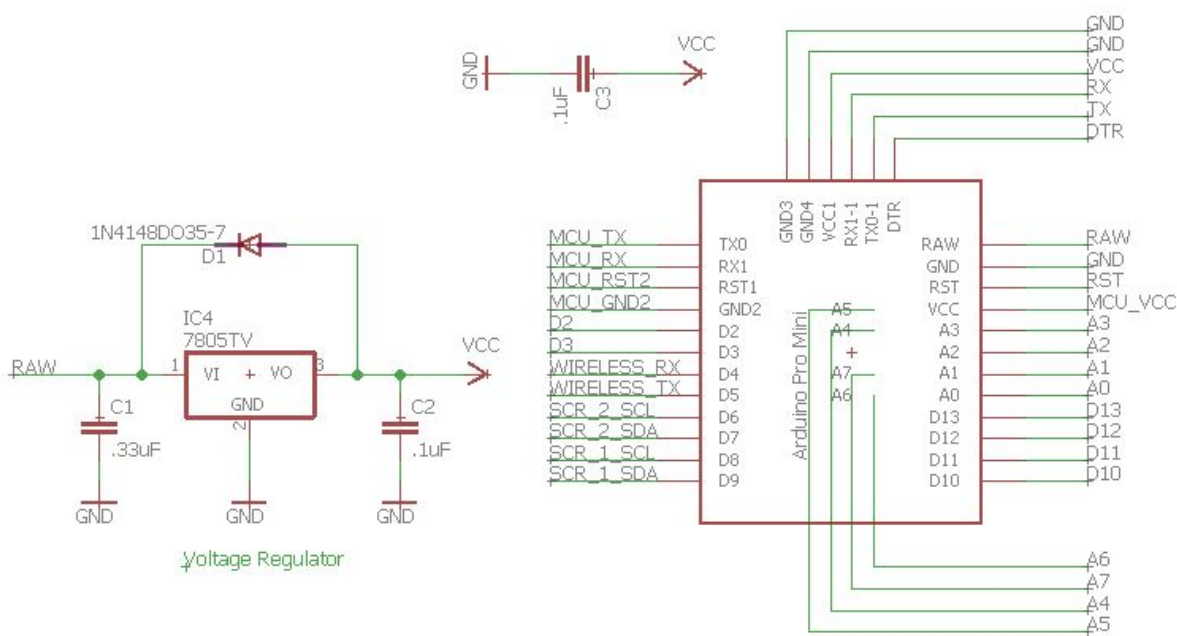 GND
.1uF
C3
VCC
GND
GND
VCC
RX
TX
DTR
GND3
GND4
VCC1
RX1-1
TX0-1
DTR
MCU_TX
MCU_RX
MCU_RST2
MCU_GND2
D2
D3
WIRELESS_RX
WIRELESS_TX
SCR_2_SCL
SCR_2_SDA
SCR_1_SCL
SCR_1_SDA
TX0
RX1
RST1
GND2
D2
D3
D4
D5
D6
D7
D8
D9
Arduino Pro Mini
A5
A4
A7
A6
RAW
GND
RST
VCC
A3
A2
A1
A0
D13
D12
D11
D10
RAW
GND
RST
MCU_VCC
A3
A2
A1
A0
D13
D12
D11
D10
A6
A7
A4
A5
1N4148DO35-7
D1
IC4
7805TV
RAW
1
VI
VO
3
VCC
GND
2
C1
.33uF
C2
.1uF
GND
GND
GND
Voltage Regulator